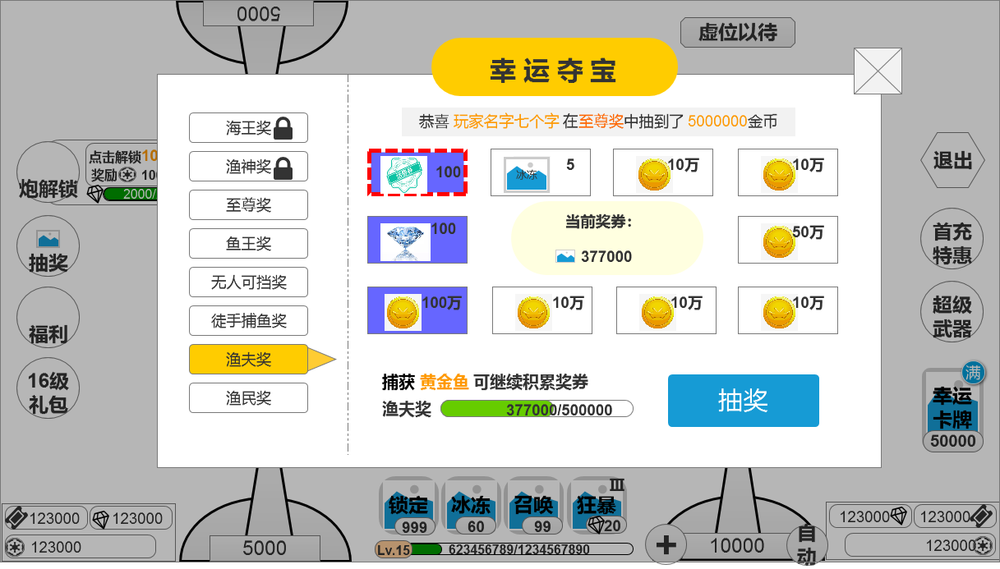 5000
虚位以待
幸运夺宝
恭喜 玩家名字七个字 在至尊奖中抽到了 5000000金币
海王奖
渔神奖
至尊奖
鱼王奖
无人可挡奖
徒手捕鱼奖
渔夫奖
渔民奖
100
冰冻
5
10万
10万
100
当前奖券：
377000
50万
100万
10万
10万
10万
捕获 黄金鱼 可继续积累奖券
渔夫奖
377000/500000
抽奖
炮解锁
点击解锁10
奖励 10
2000/
抽奖
福利
16级
礼包
退出
首充
特惠
超级
武器
满
幸运
卡牌
50000
123000
123000
123000
5000
锁定
999
冰冻
60
召唤
99
III
狂暴
20
Lv.15
623456789/1234567890
10000
自动
123000
123000
123000